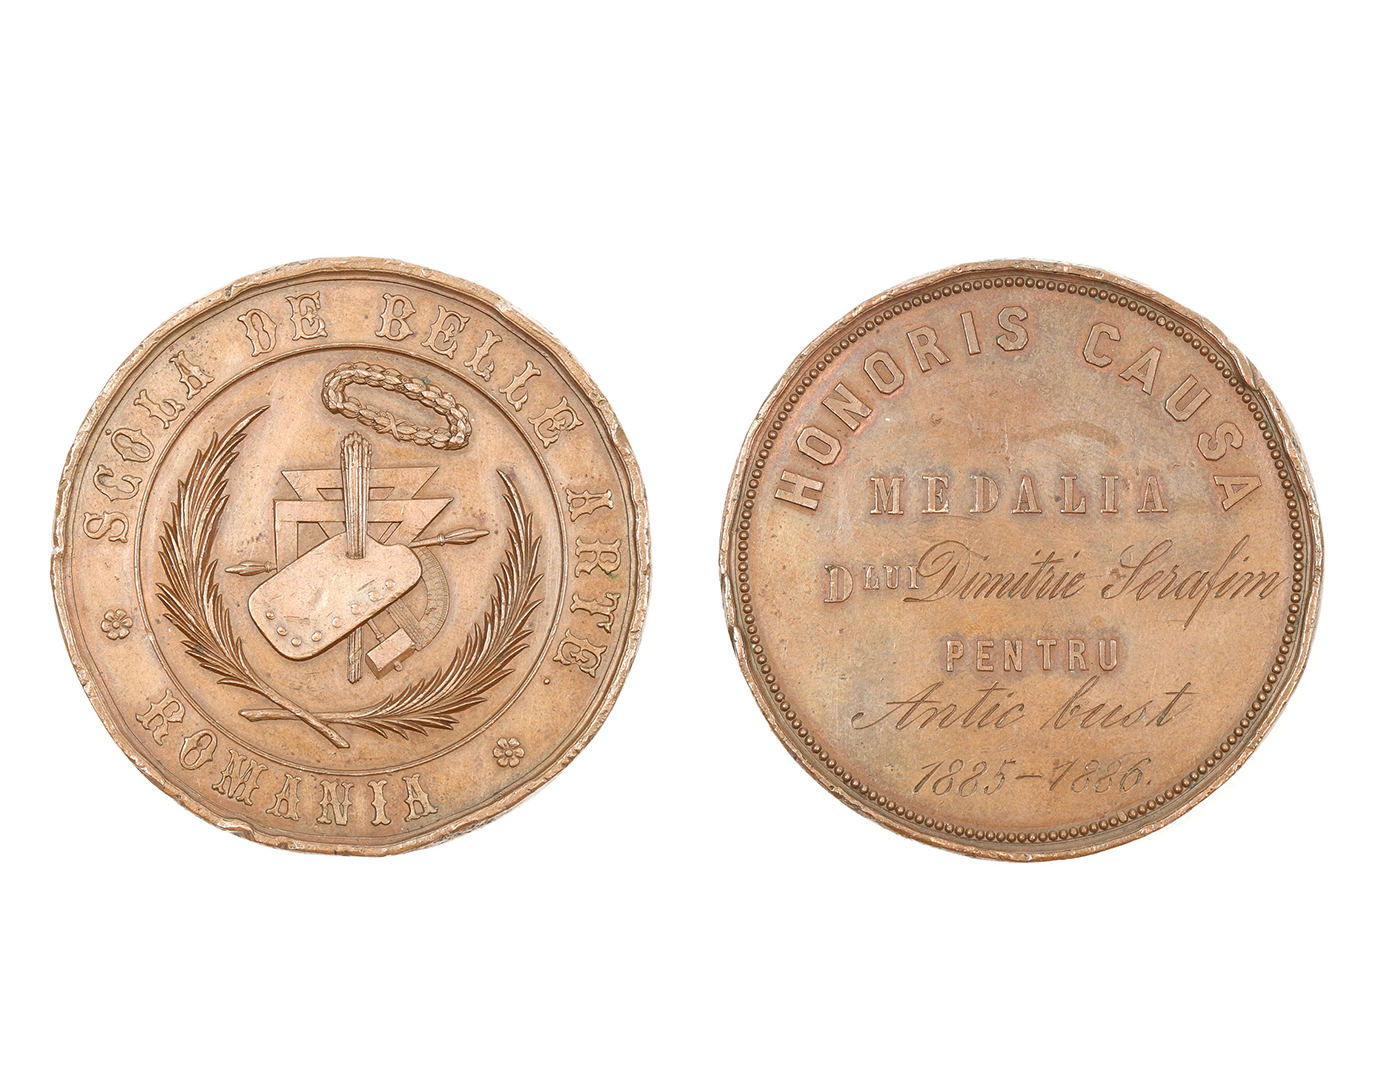 SCOLA DE BELLE ARTE.
ROMANIA
HONORIS CAUSA
MEDALIA
DLUI Dimitrie Serafim
PENTRU
Antic bust
1885-1886.